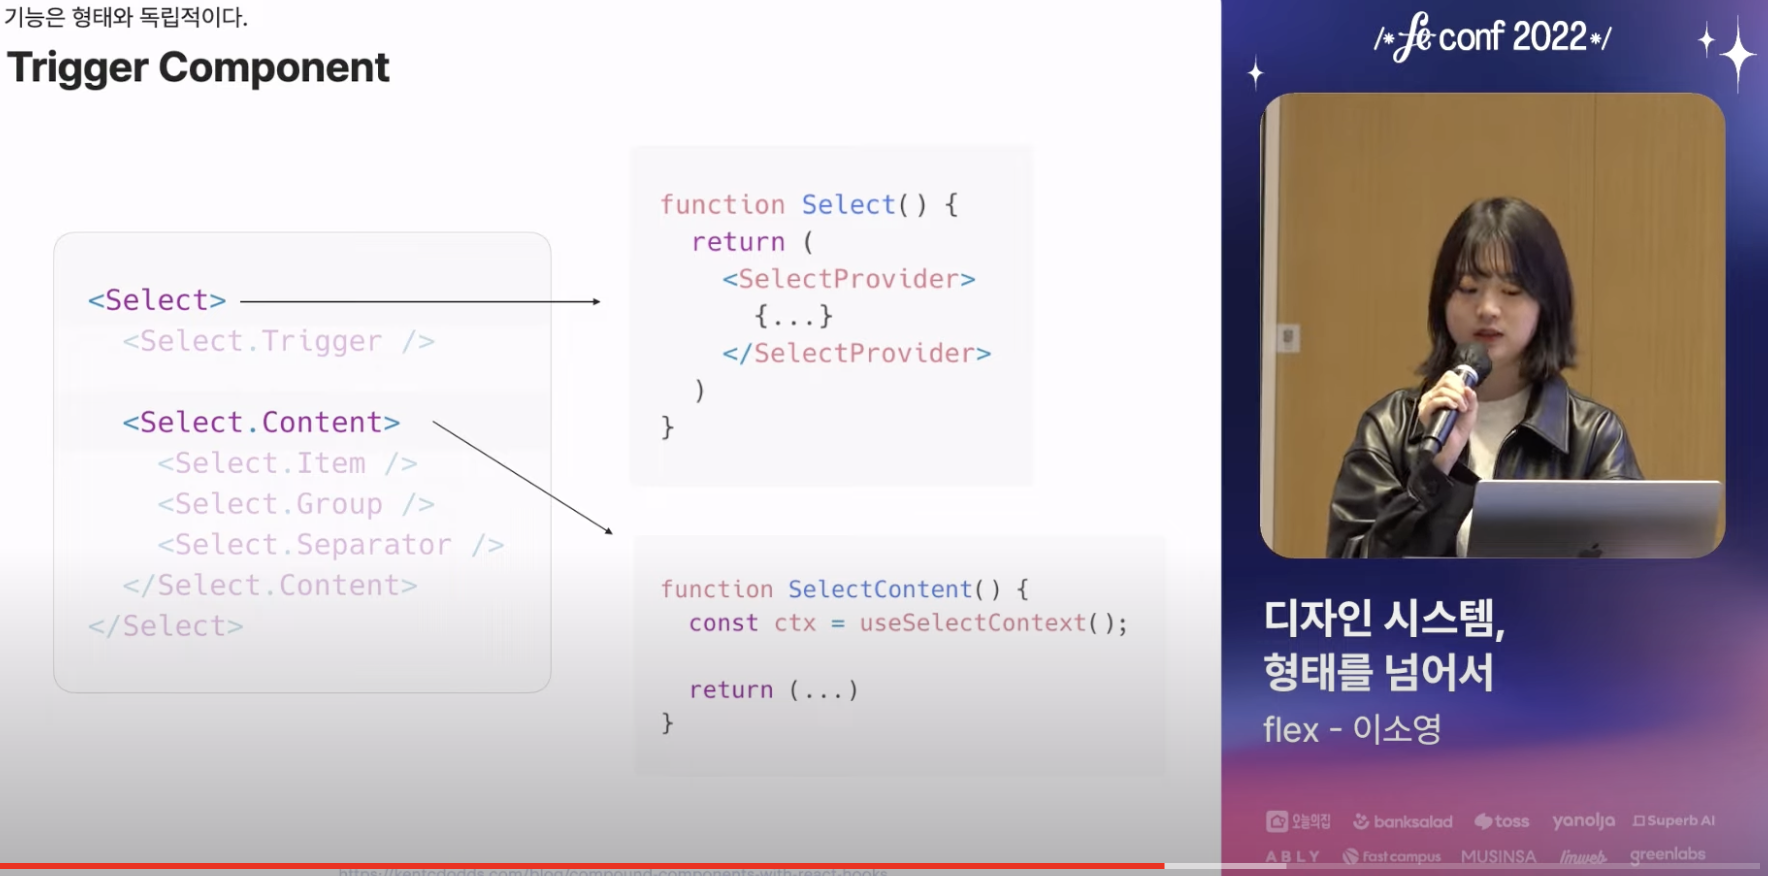 기능은 형태와 독립적이다.
Trigger Component
<Select>
<Select.Trigger />
<Select.Content>
<Select.Item />
<Select.Group />
<Select.Separator />
</Select.Content>
</Select>
function Select() {
return (
<SelectProvider>
{...}
</SelectProvider>
)
}
function SelectContent() {
const ctx = useSelectContext();
return (...)
}
https://kentcdodds.com/blog/compound-components-with-react-hooks
/*fe conf 2022*/
디자인 시스템,
형태를 넘어서
flex - 이소영
오늘의집 banksalad toss yanolja Superb AI
ABLY fast campus MUSINSA imweb greenlabs